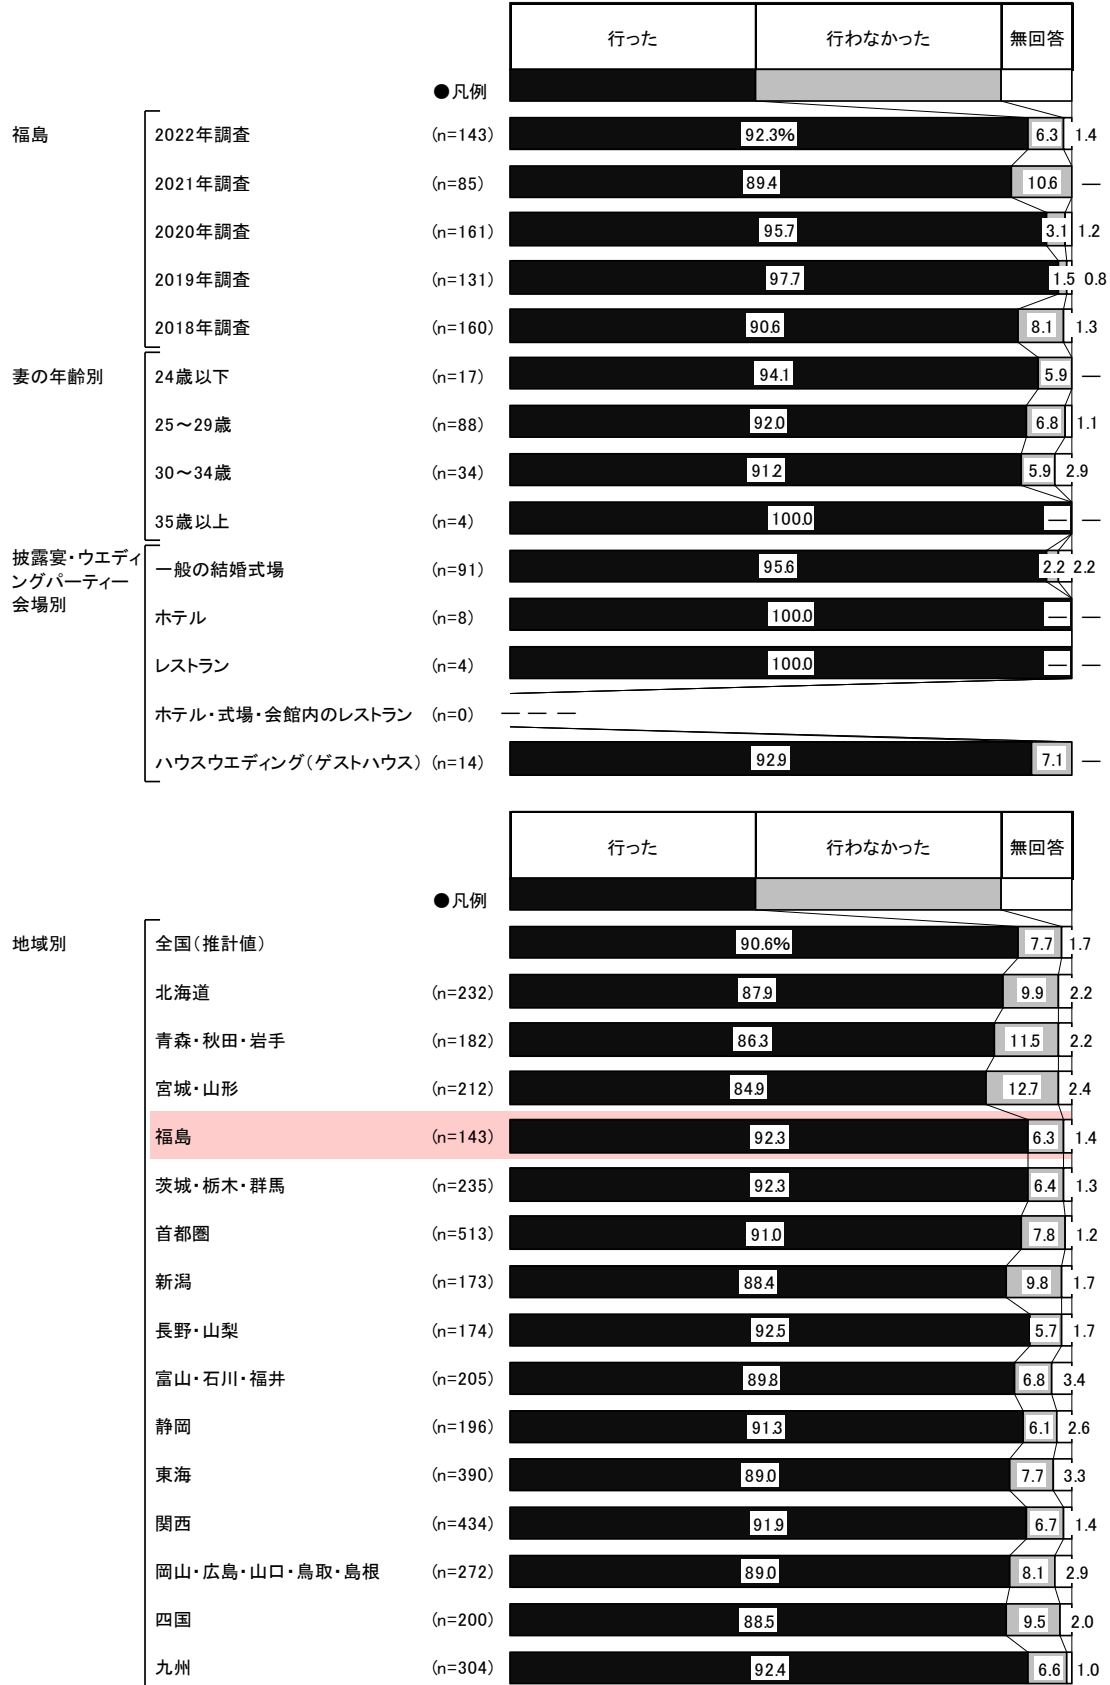 行った 行わなかった 無回答
●凡例
福島 2022年調査 (n=143) 92.3% 6.3 1.4
2021年調査 (n=85) 89.4 10.6 —
2020年調査 (n=161) 95.7 3.1 1.2
2019年調査 (n=131) 97.7 1.5 0.8
2018年調査 (n=160) 90.6 8.1 1.3
妻の年齢別 24歳以下 (n=17) 94.1 5.9 —
25～29歳 (n=88) 92.0 6.8 1.1
30～34歳 (n=34) 91.2 5.9 2.9
35歳以上 (n=4) 100.0 — —
披露宴・ウエディ
ングパーティー
会場別
一般の結婚式場 (n=91) 95.6 2.2 2.2
ホテル (n=8) 100.0 — —
レストラン (n=4) 100.0 — —
ホテル・式場・会館内のレストラン (n=0) — — —
ハウスウエディング(ゲストハウス) (n=14) 92.9 7.1 —
行った 行わなかった 無回答
●凡例
地域別 全国(推計値) 90.6% 7.7 1.7
北海道 (n=232) 87.9 9.9 2.2
青森・秋田・岩手 (n=182) 86.3 11.5 2.2
宮城・山形 (n=212) 84.9 12.7 2.4
福島 (n=143) 92.3 6.3 1.4
茨城・栃木・群馬 (n=235) 92.3 6.4 1.3
首都圏 (n=513) 91.0 7.8 1.2
新潟 (n=173) 88.4 9.8 1.7
長野・山梨 (n=174) 92.5 5.7 1.7
富山・石川・福井 (n=205) 89.8 6.8 3.4
静岡 (n=196) 91.3 6.1 2.6
東海 (n=390) 89.0 7.7 3.3
関西 (n=434) 91.9 6.7 1.4
岡山・広島・山口・鳥取・島根 (n=272) 89.0 8.1 2.9
四国 (n=200) 88.5 9.5 2.0
九州 (n=304) 92.4 6.6 1.0